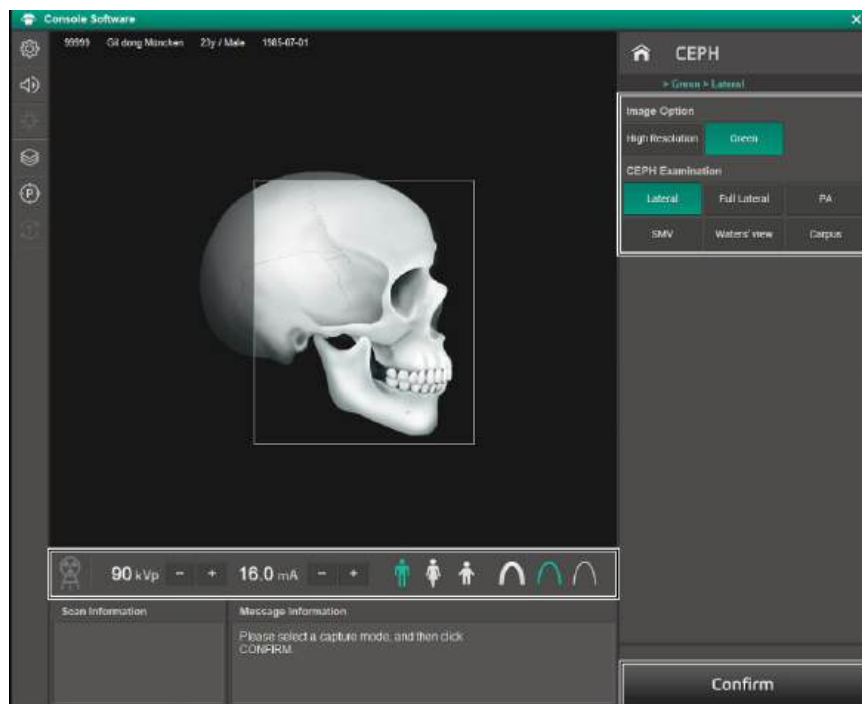 Console Software
99999 Gil dong München 23y / Male 1985-07-01
CEPH
> Green > Lateral
Image Option
High Resolution Green
CEPH Examination
Lateral Full Lateral PA
SMV Waters' view Carpus
90 kVp - + 16.0 mA - +
Scan Information Message Information
Please select a capture mode, and then click
CONFIRM.
Confirm